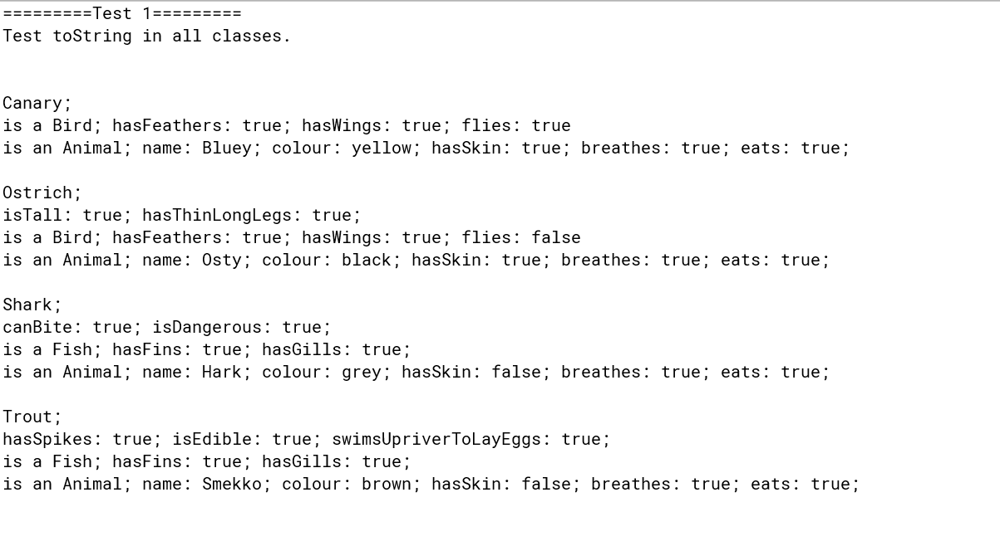 =========Test 1=========
Test toString in all classes.
Canary;
is a Bird; hasFeathers: true; hasWings: true; flies: true
is an Animal; name: Bluey; colour: yellow; hasSkin: true; breathes: true; eats: true;
Ostrich;
isTall: true; hasThinLongLegs: true;
is a Bird; hasFeathers: true; hasWings: true; flies: false
is an Animal; name: Osty; colour: black; hasSkin: true; breathes: true; eats: true;
Shark;
canBite: true; isDangerous: true;
is a Fish; hasFins: true; hasGills: true;
is an Animal; name: Hark; colour: grey; hasSkin: false; breathes: true; eats: true;
Trout;
hasSpikes: true; isEdible: true; swimsUpriverToLayEggs: true;
is a Fish; hasFins: true; hasGills: true;
is an Animal; name: Smekko; colour: brown; hasSkin: false; breathes: true; eats: true;